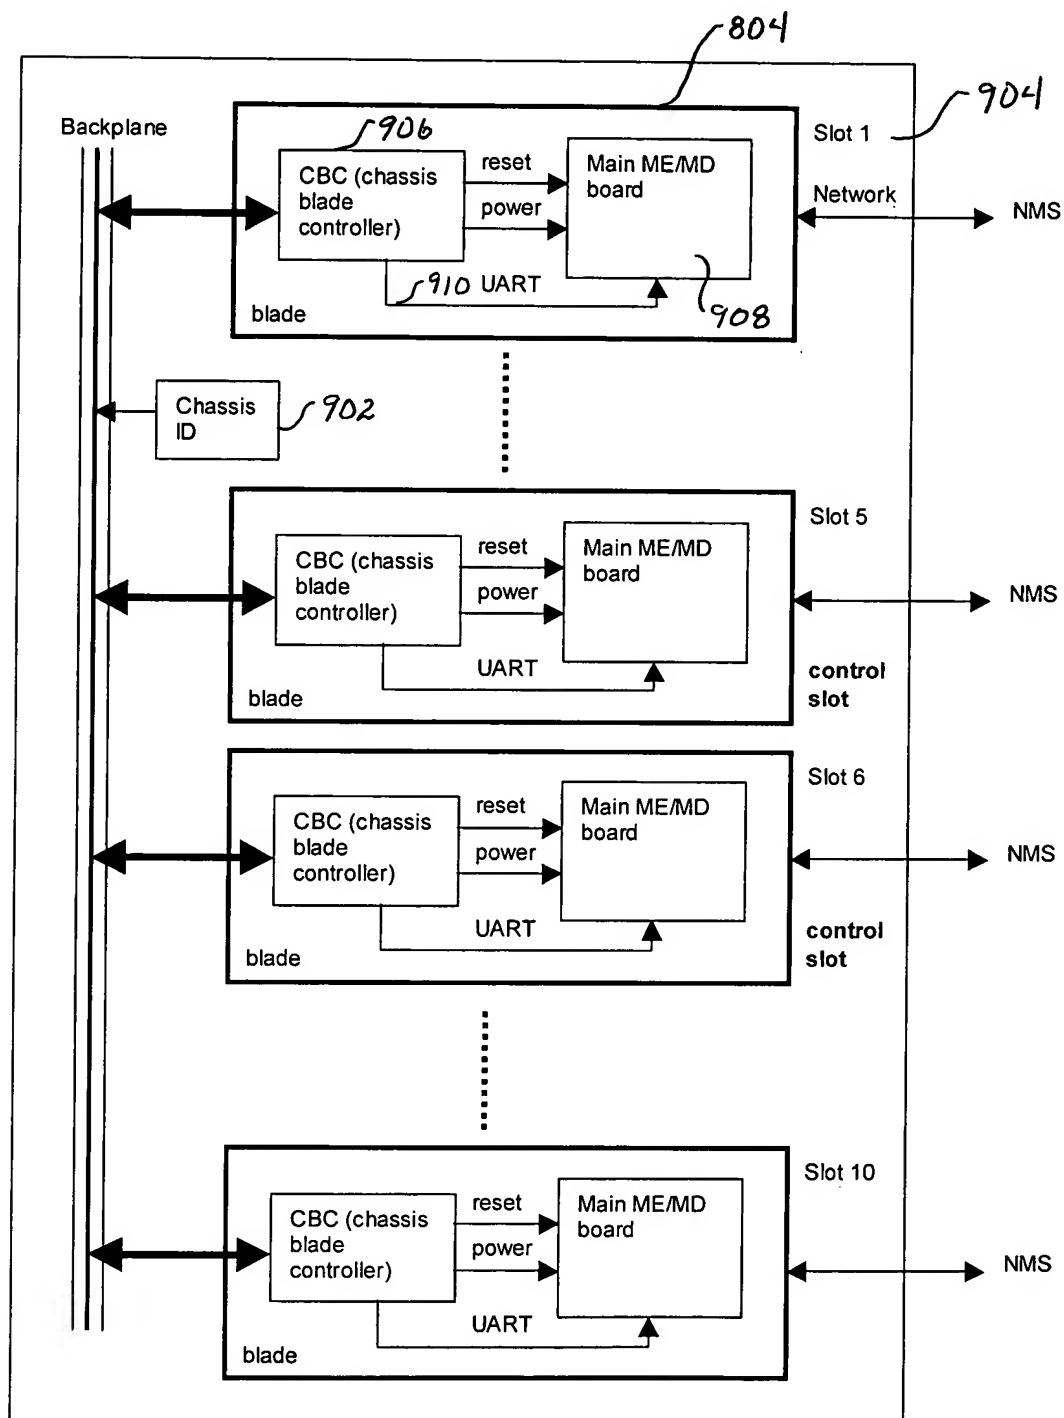 804
904
Backplane
906
Slot 1
CBC (chassis
blade
controller)
reset
power
Main ME/MD
board
Network
NMS
910
UART
908
blade
Chassis
ID
902
Slot 5
CBC (chassis
blade
controller)
reset
power
Main ME/MD
board
NMS
UART
control
slot
blade
Slot 6
CBC (chassis
blade
controller)
reset
power
Main ME/MD
board
NMS
UART
control
slot
blade
Slot 10
CBC (chassis
blade
controller)
reset
power
Main ME/MD
board
NMS
UART
blade